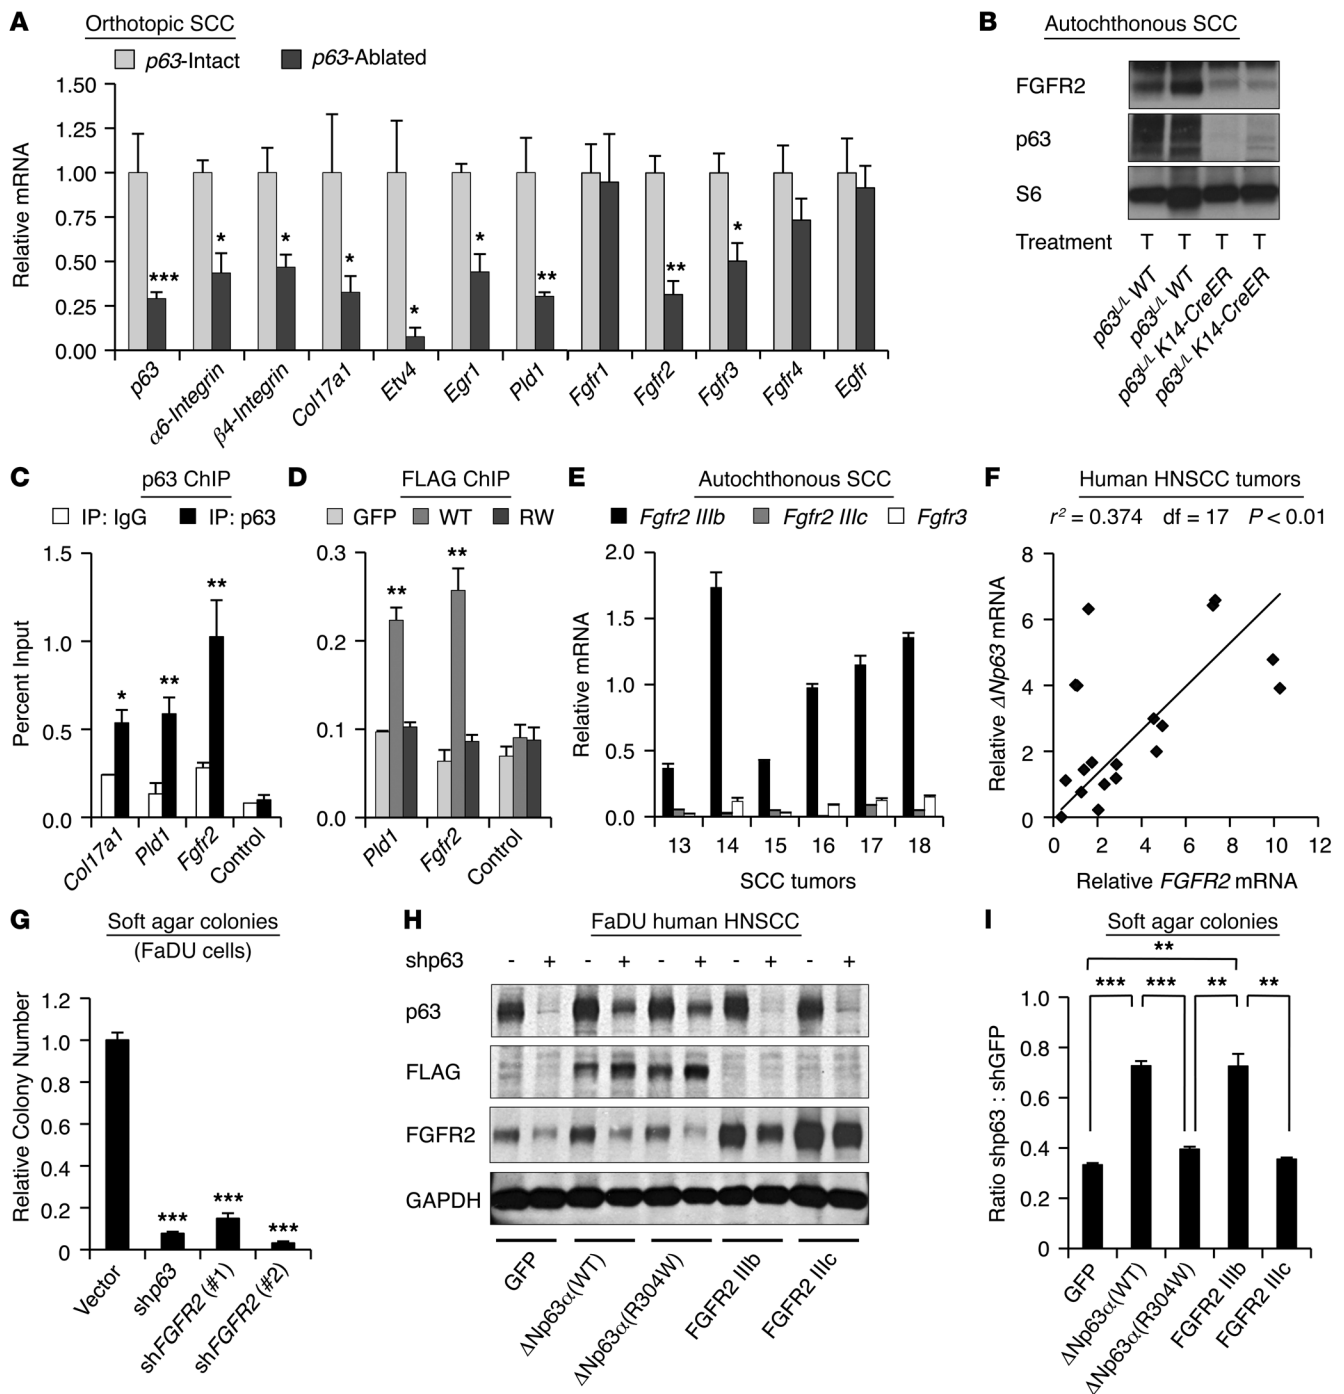 A
Orthotopic SCC
p63-Intact
p63-Ablated
Relative mRNA
1.50
1.25
1.00
0.75
0.50
0.25
0.00
***
*
*
*
*
*
**
**
*
p63
α6-Integrin
β4-Integrin
Col17a1
Etv4
Egr1
Pld1
Fgfr1
Fgfr2
Fgfr3
Fgfr4
Egfr
B
Autochthonous SCC
FGFR2
p63
S6
Treatment T T T T
p63L/L WT
p63L/L WT
p63L/L K14-CreER
p63L/L K14-CreER
C
p63 ChIP
IP: IgG
IP: p63
Percent Input
1.5
1.0
0.5
0.0
*
**
**
Col17a1
Pld1
Fgfr2
Control
D
FLAG ChIP
GFP
WT
RW
0.3
0.2
0.1
0.0
**
**
Pld1
Fgfr2
Control
E
Autochthonous SCC
Fgfr2 IIIb
Fgfr2 IIIc
Fgfr3
Relative mRNA
2.0
1.5
1.0
0.5
0.0
13 14 15 16 17 18
SCC tumors
F
Human HNSCC tumors
r2 = 0.374 df = 17 P < 0.01
Relative ΔNp63 mRNA
8
6
4
2
0
0 2 4 6 8 10 12
Relative FGFR2 mRNA
G
Soft agar colonies
(FaDU cells)
Relative Colony Number
1.2
1.0
0.8
0.6
0.4
0.2
0
***
***
***
Vector
shp63
shFGFR2 (#1)
shFGFR2 (#2)
H
FaDU human HNSCC
shp63 - + - + - + - + - +
p63
FLAG
FGFR2
GAPDH
GFP
ΔNp63α(WT)
ΔNp63α(R304W)
FGFR2 IIIb
FGFR2 IIIc
I
Soft agar colonies
**
*** *** ** **
Ratio shp63 : shGFP
1.0
0.8
0.6
0.4
0.2
0
GFP
ΔNp63α(WT)
ΔNp63α(R304W)
FGFR2 IIIb
FGFR2 IIIc